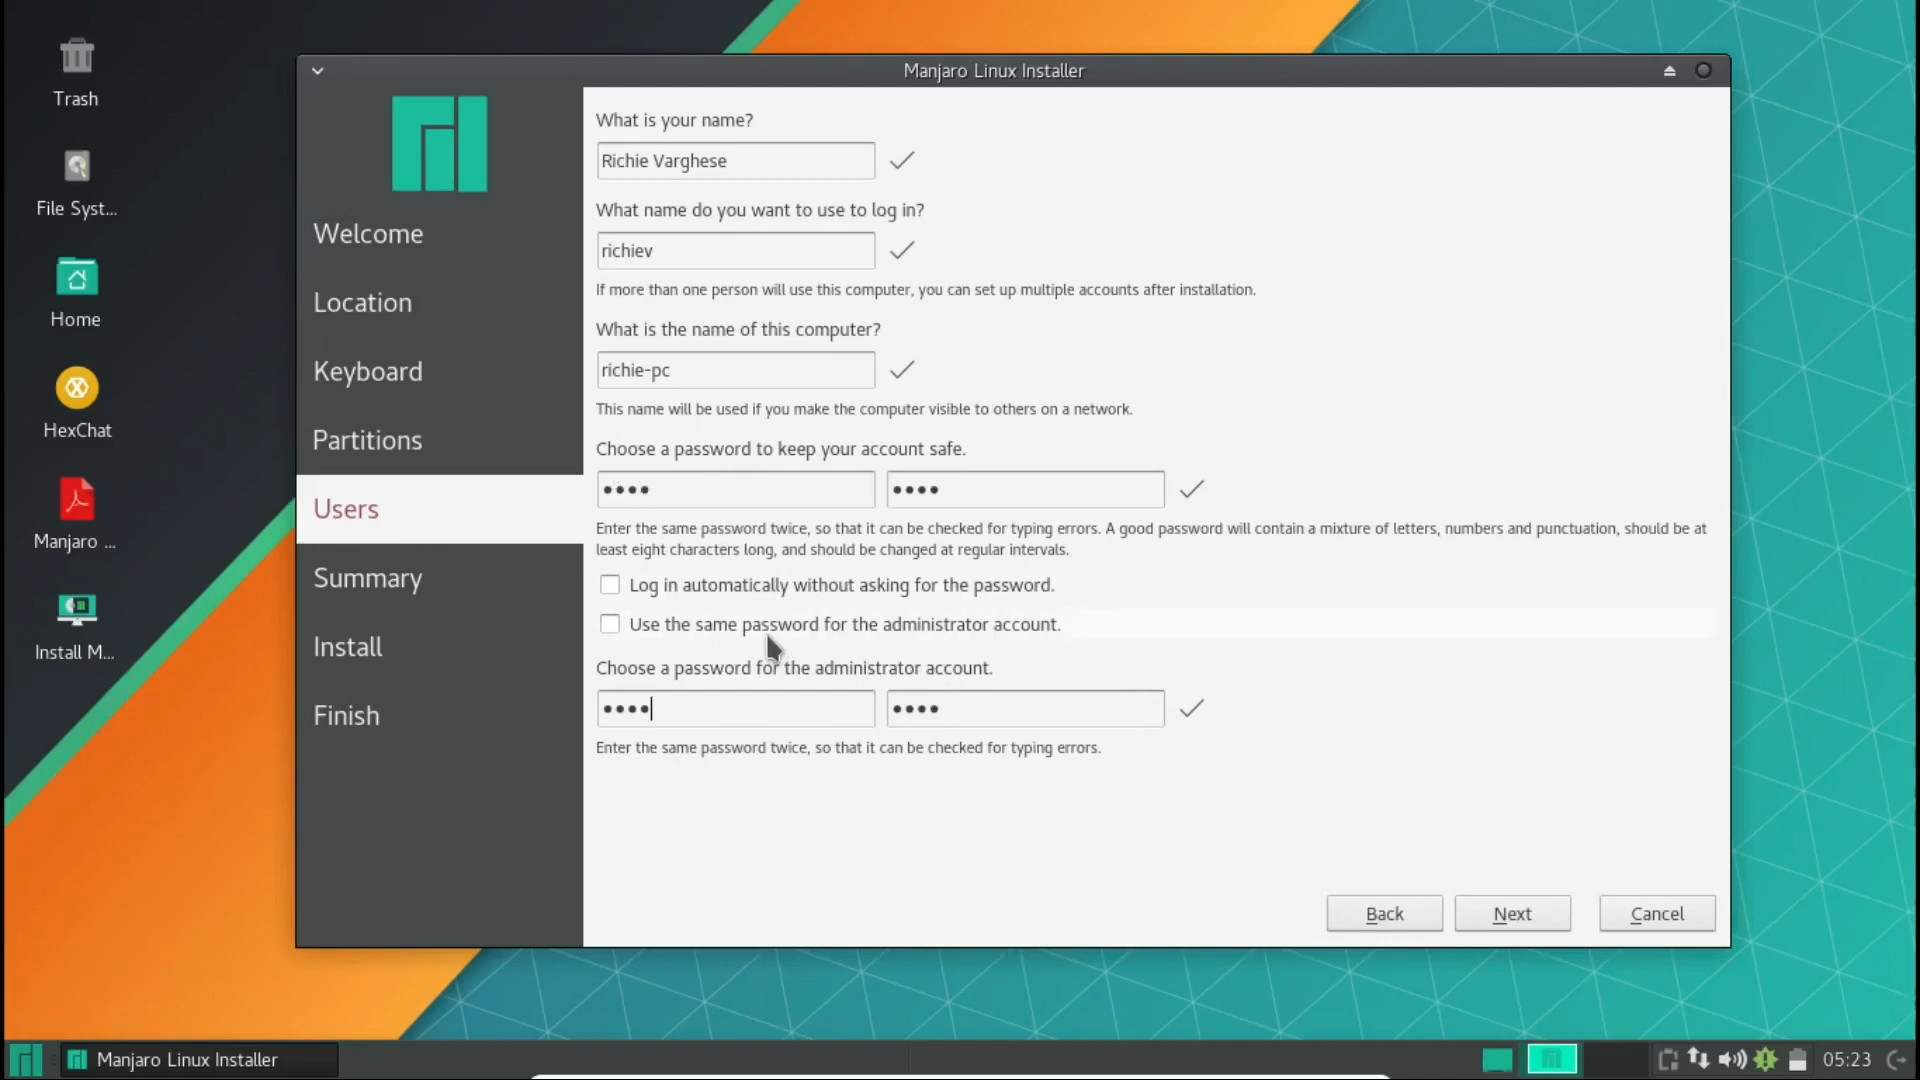 Trash
File Syst...
Home
HexChat
Manjaro ...
Install M...
Manjaro Linux Installer
Welcome
Location
Keyboard
Partitions
Users
Summary
Install
Finish
What is your name?
Richie Varghese
What name do you want to use to log in?
richiev
If more than one person will use this computer, you can set up multiple accounts after installation.
What is the name of this computer?
richie-pc
This name will be used if you make the computer visible to others on a network.
Choose a password to keep your account safe.
•••• ••••
Enter the same password twice, so that it can be checked for typing errors. A good password will contain a mixture of letters, numbers and punctuation, should be at
least eight characters long, and should be changed at regular intervals.
Log in automatically without asking for the password.
Use the same password for the administrator account.
Choose a password for the administrator account.
•••• ••••
Enter the same password twice, so that it can be checked for typing errors.
Back Next Cancel
Manjaro Linux Installer
05:23